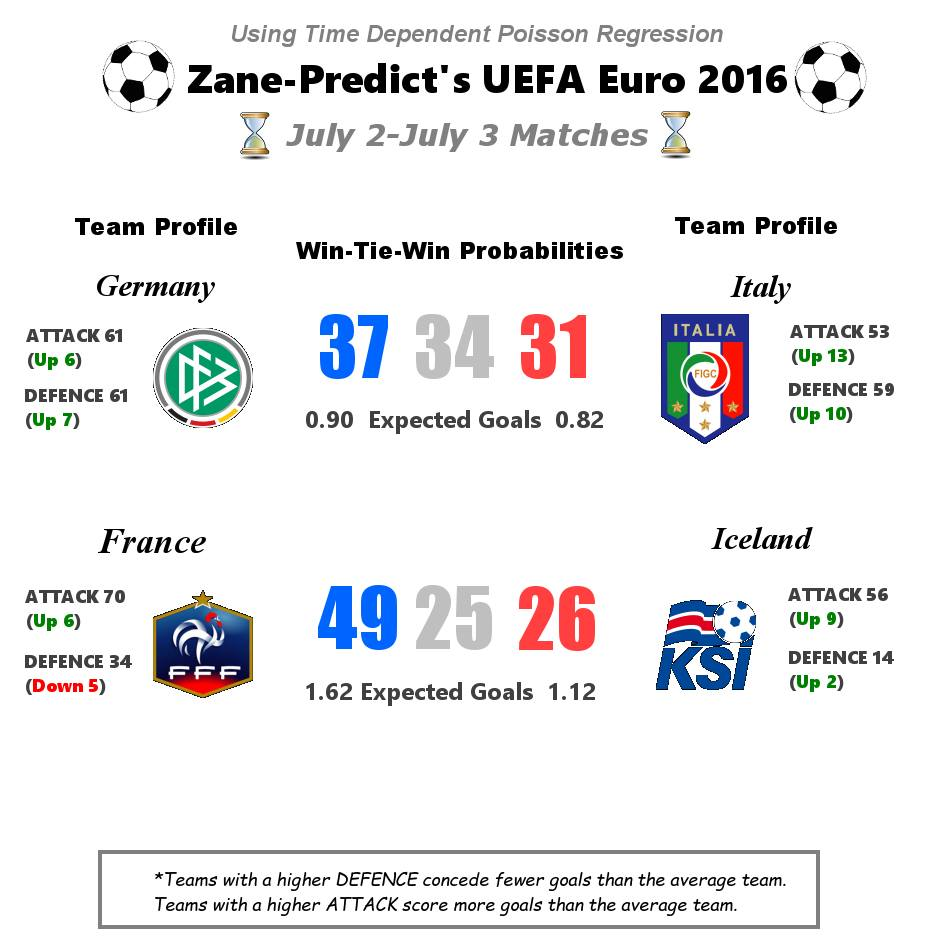 Using Time Dependent Poisson Regression
Zane-Predict's UEFA Euro 2016
July 2-July 3 Matches
Team Profile
Win-Tie-Win Probabilities
Team Profile
Germany
Italy
ATTACK 61
(Up 6)
DEFENCE 61
(Up 7)
DFB
37 34 31
0.90 Expected Goals 0.82
ITALIA
FIGC
ATTACK 53
(Up 13)
DEFENCE 59
(Up 10)
France
Iceland
ATTACK 70
(Up 6)
DEFENCE 34
(Down 5)
FFF
49 25 26
1.62 Expected Goals 1.12
KSI
ATTACK 56
(Up 9)
DEFENCE 14
(Up 2)
*Teams with a higher DEFENCE concede fewer goals than the average team.
Teams with a higher ATTACK score more goals than the average team.